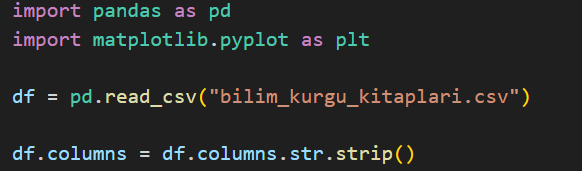 import pandas as pd
import matplotlib.pyplot as plt
df = pd.read_csv("bilim_kurgu_kitaplari.csv")
df.columns = df.columns.str.strip()